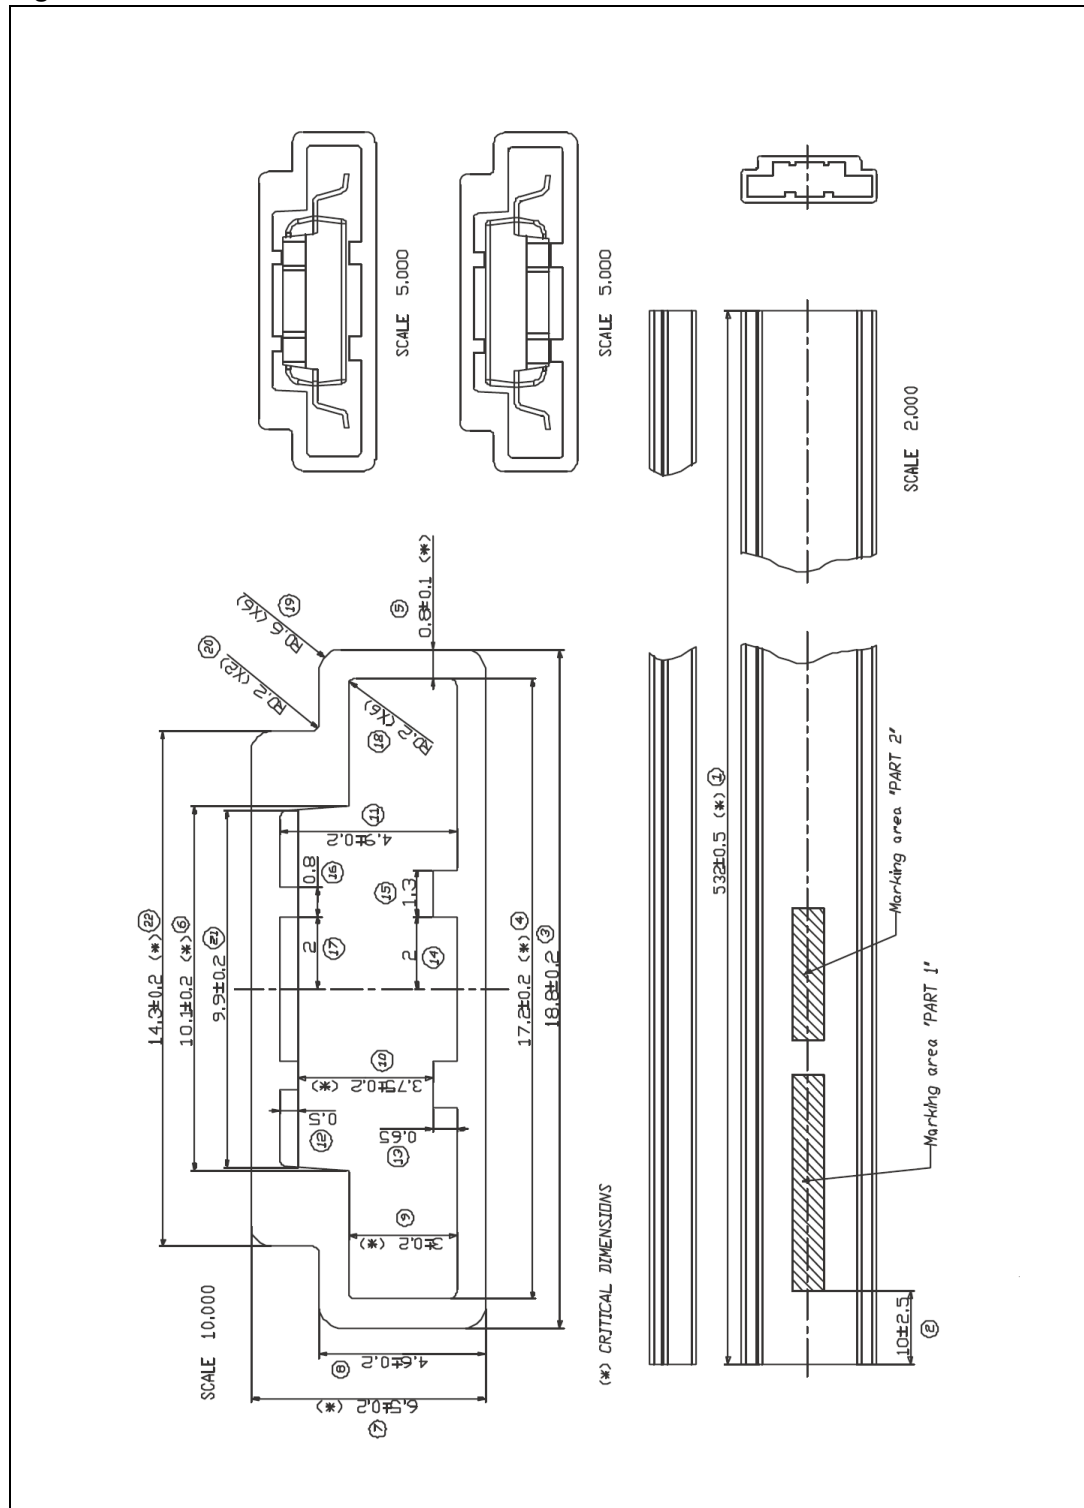 SCALE 5.000
SCALE 5.000
SCALE 2.000
R0.6 (X6) 19
R0.2 (X2) 20
0.8±0.1 (*) 5
R0.2 (X6) 18
4.9±0.2 11
0.8 16
1.3 15
2 17
2 14
14.3±0.2 (*) 22
10.1±0.2 (*) 6
9.9±0.2 21
17.2±0.2 (*) 4
18.8±0.2 3
3.75±0.2 (*) 10
0.5 12
0.65 13
3±0.2 (*) 9
4.6±0.2 8
6.5±0.2 (*) 7
SCALE 10.000
(*) CRITICAL DIMENSIONS
532±0.5 (*) 1
Marking area 'PART 2'
Marking area 'PART 1'
10±2.5 2